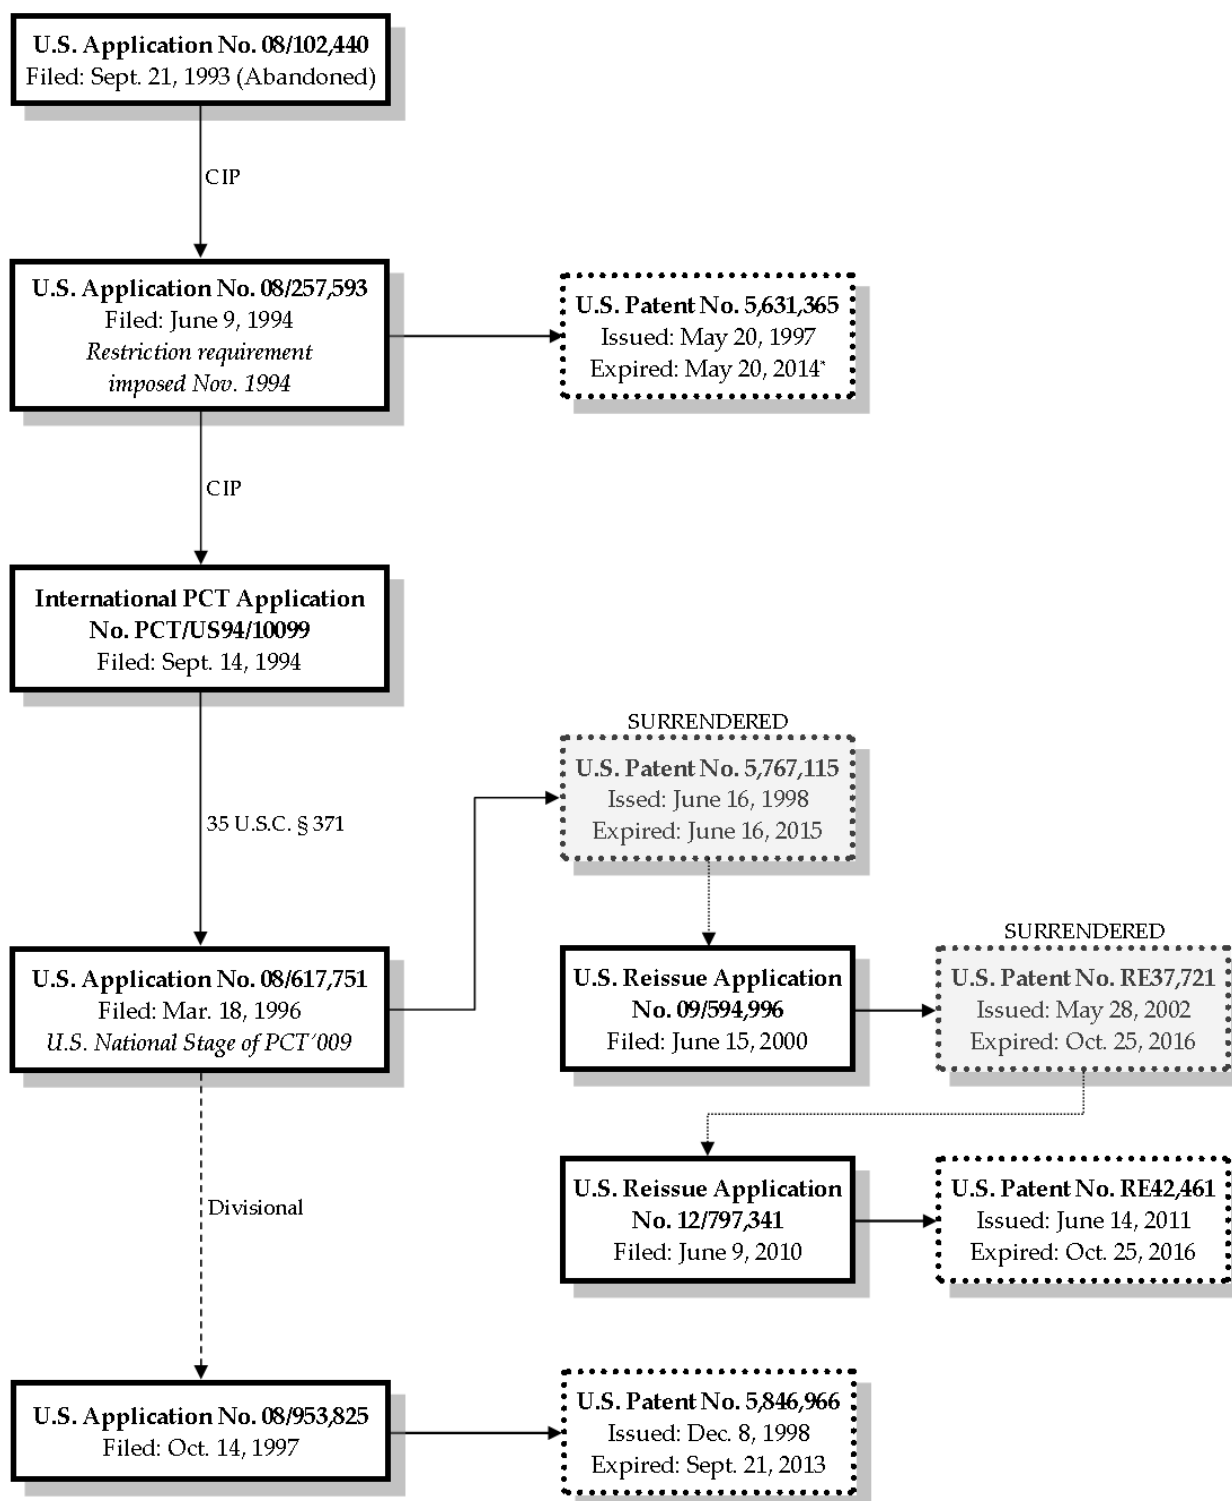 U.S. Application No. 08/102,440
Filed: Sept. 21, 1993 (Abandoned)
CIP
U.S. Application No. 08/257,593
Filed: June 9, 1994
Restriction requirement
imposed Nov. 1994
U.S. Patent No. 5,631,365
Issued: May 20, 1997
Expired: May 20, 2014*
CIP
International PCT Application
No. PCT/US94/10099
Filed: Sept. 14, 1994
35 U.S.C. § 371
SURRENDERED
U.S. Patent No. 5,767,115
Issed: June 16, 1998
Expired: June 16, 2015
U.S. Application No. 08/617,751
Filed: Mar. 18, 1996
U.S. National Stage of PCT´009
U.S. Reissue Application
No. 09/594,996
Filed: June 15, 2000
SURRENDERED
U.S. Patent No. RE37,721
Issued: May 28, 2002
Expired: Oct. 25, 2016
Divisional
U.S. Reissue Application
No. 12/797,341
Filed: June 9, 2010
U.S. Patent No. RE42,461
Issued: June 14, 2011
Expired: Oct. 25, 2016
U.S. Application No. 08/953,825
Filed: Oct. 14, 1997
U.S. Patent No. 5,846,966
Issued: Dec. 8, 1998
Expired: Sept. 21, 2013